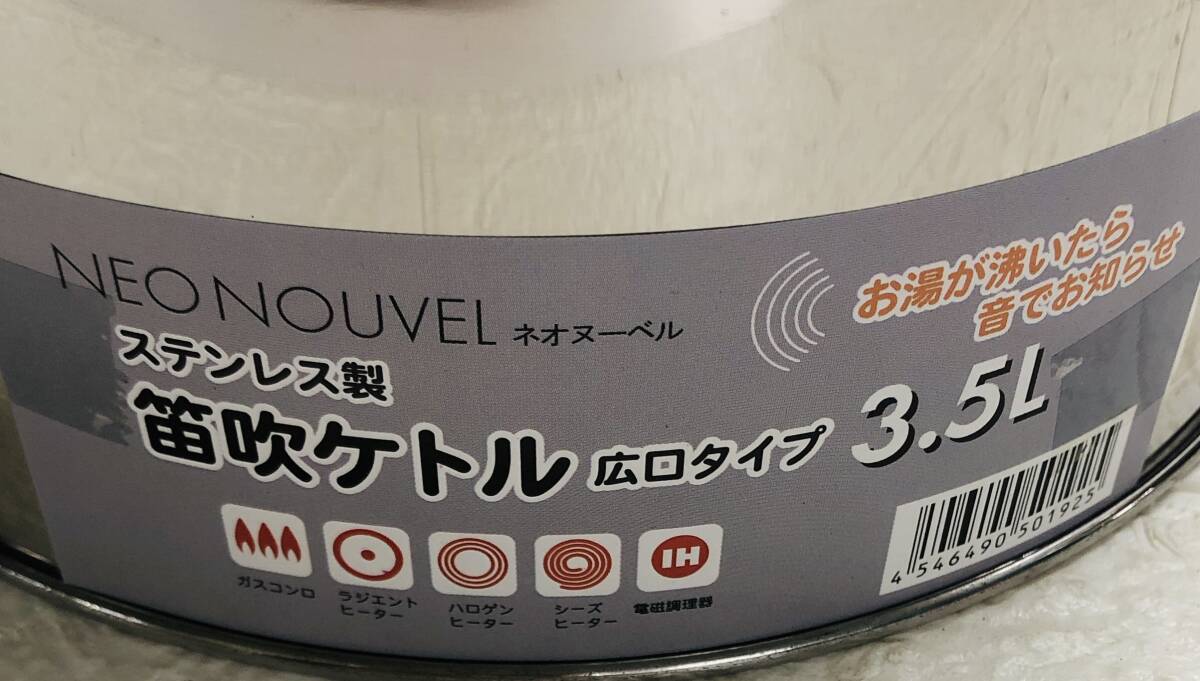 NEO NOUVEL ネオヌーベル
ステンレス製
笛吹ケトル 広口タイプ 3.5L
お湯が沸いたら
音でお知らせ
ガスコンロ
ラジエント
ヒーター
ハロゲン
ヒーター
シーズ
ヒーター
IH
電磁調理器
4 546490 501925